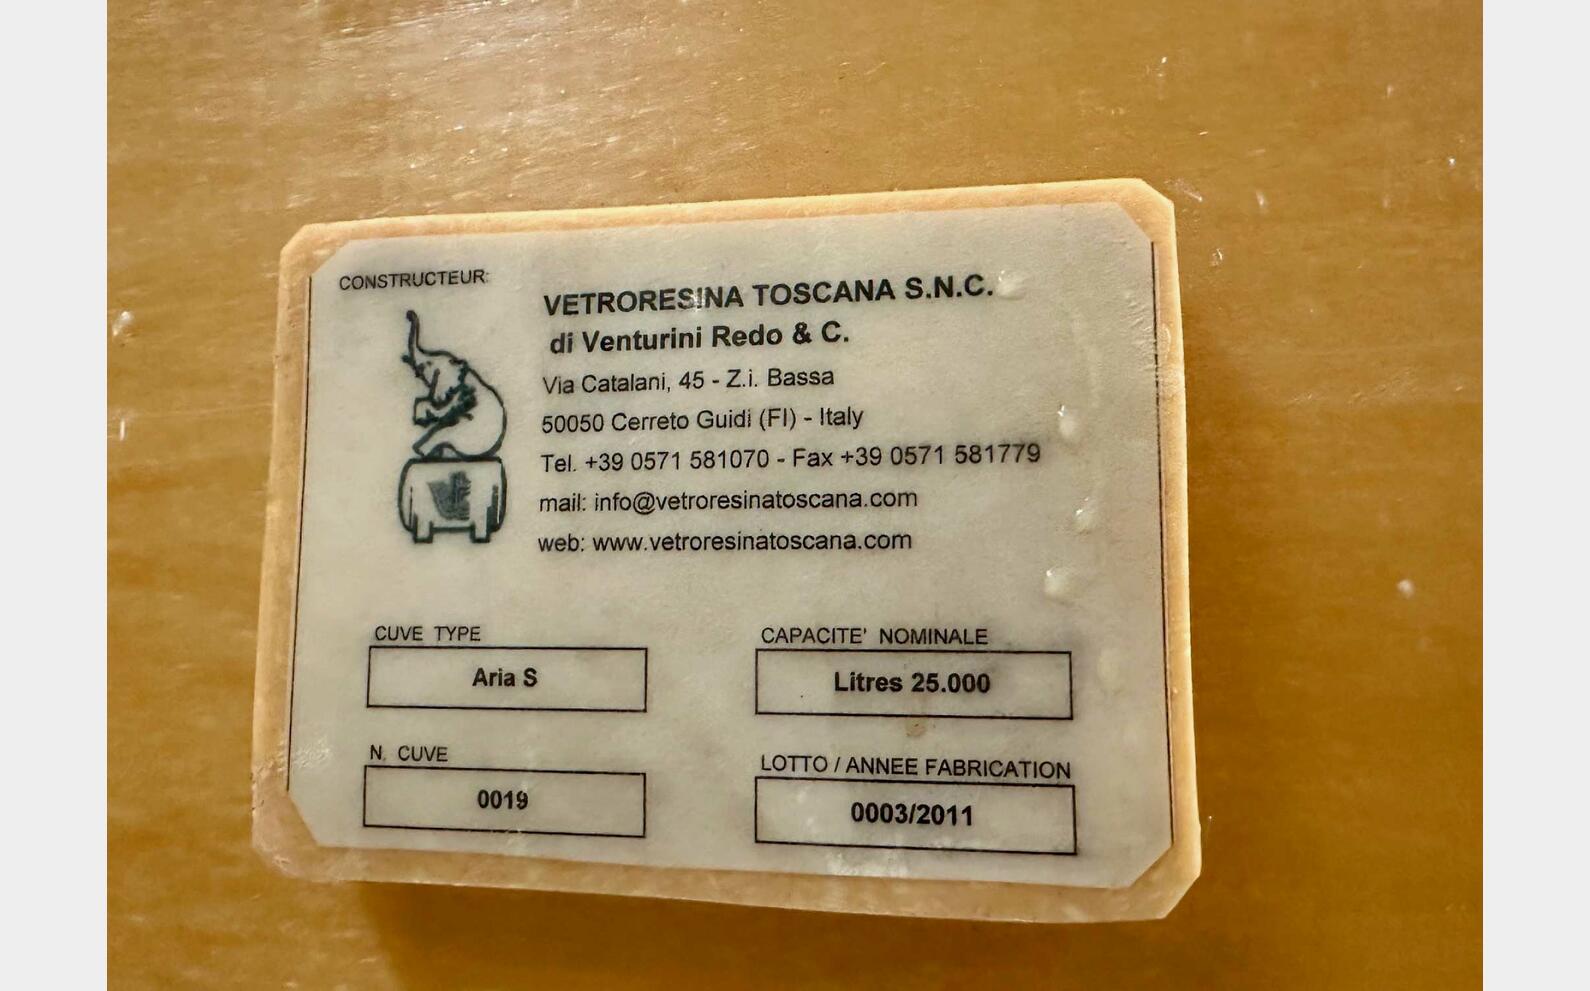 CONSTRUCTEUR:
VETRORESINA TOSCANA S.N.C.
di Venturini Redo & C.
Via Catalani, 45 - Z.i. Bassa
50050 Cerreto Guidi (FI) - Italy
Tel. +39 0571 581070 - Fax +39 0571 581779
mail: info@vetroresinatoscana.com
web: www.vetroresinatoscana.com
CUVE TYPE
Aria S
CAPACITE' NOMINALE
Litres 25.000
N. CUVE
0019
LOTTO / ANNEE FABRICATION
0003/2011